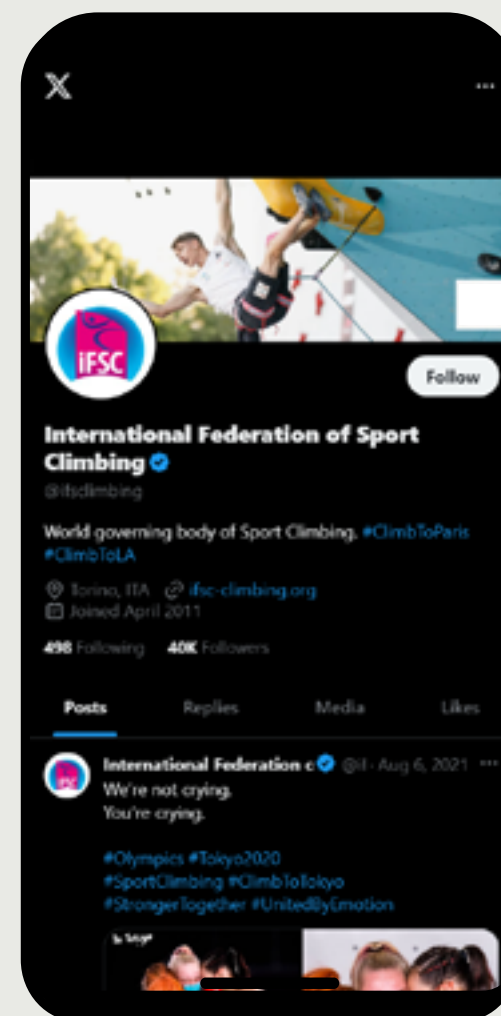 X
iFSC
Follow
International Federation of Sport
Climbing
@ifsclimbing
World governing body of Sport Climbing. #ClimbToParis
#ClimbToLA
Torino, ITA ifsc-climbing.org
Joined April 2011
498 Following 40K Followers
Posts Replies Media Likes
International Federation c @if · Aug 6, 2021 ···
We're not crying.
You're crying.
#Olympics #Tokyo2020
#SportClimbing #ClimbToTokyo
#StrongerTogether #UnitedByEmotion